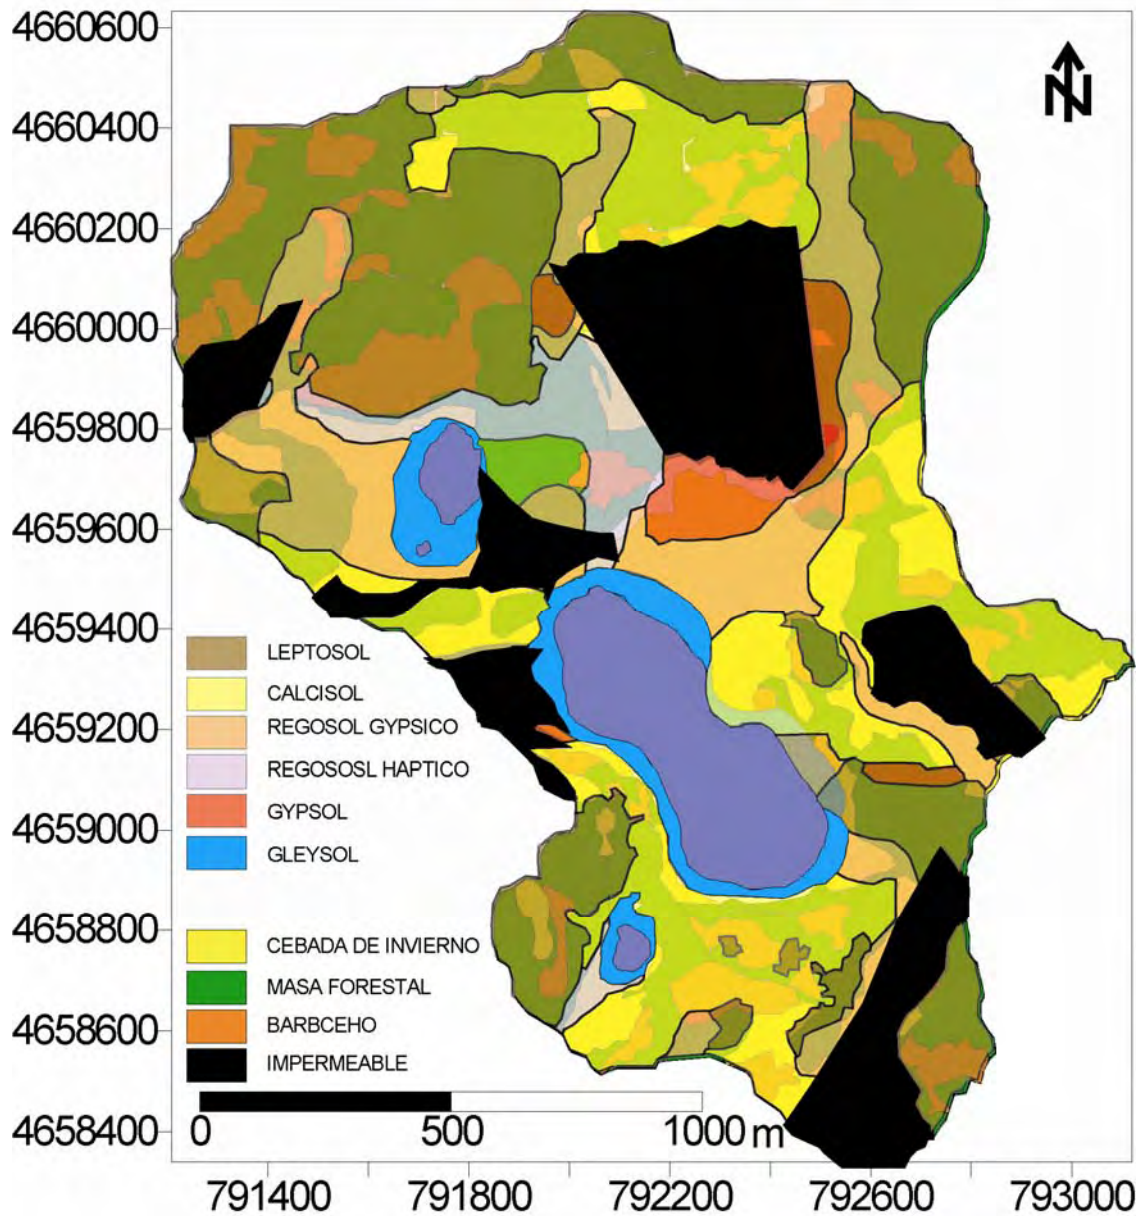 4660600
4660400
4660200
4660000
4659800
4659600
4659400
4659200
4659000
4658800
4658600
4658400
N
LEPTOSOL
CALCISOL
REGOSOL GYPSICO
REGOSOSL HAPTICO
GYPSOL
GLEYSOL
CEBADA DE INVIERNO
MASA FORESTAL
BARBCEHO
IMPERMEABLE
0 500 1000 m
791400 791800 792200 792600 793000